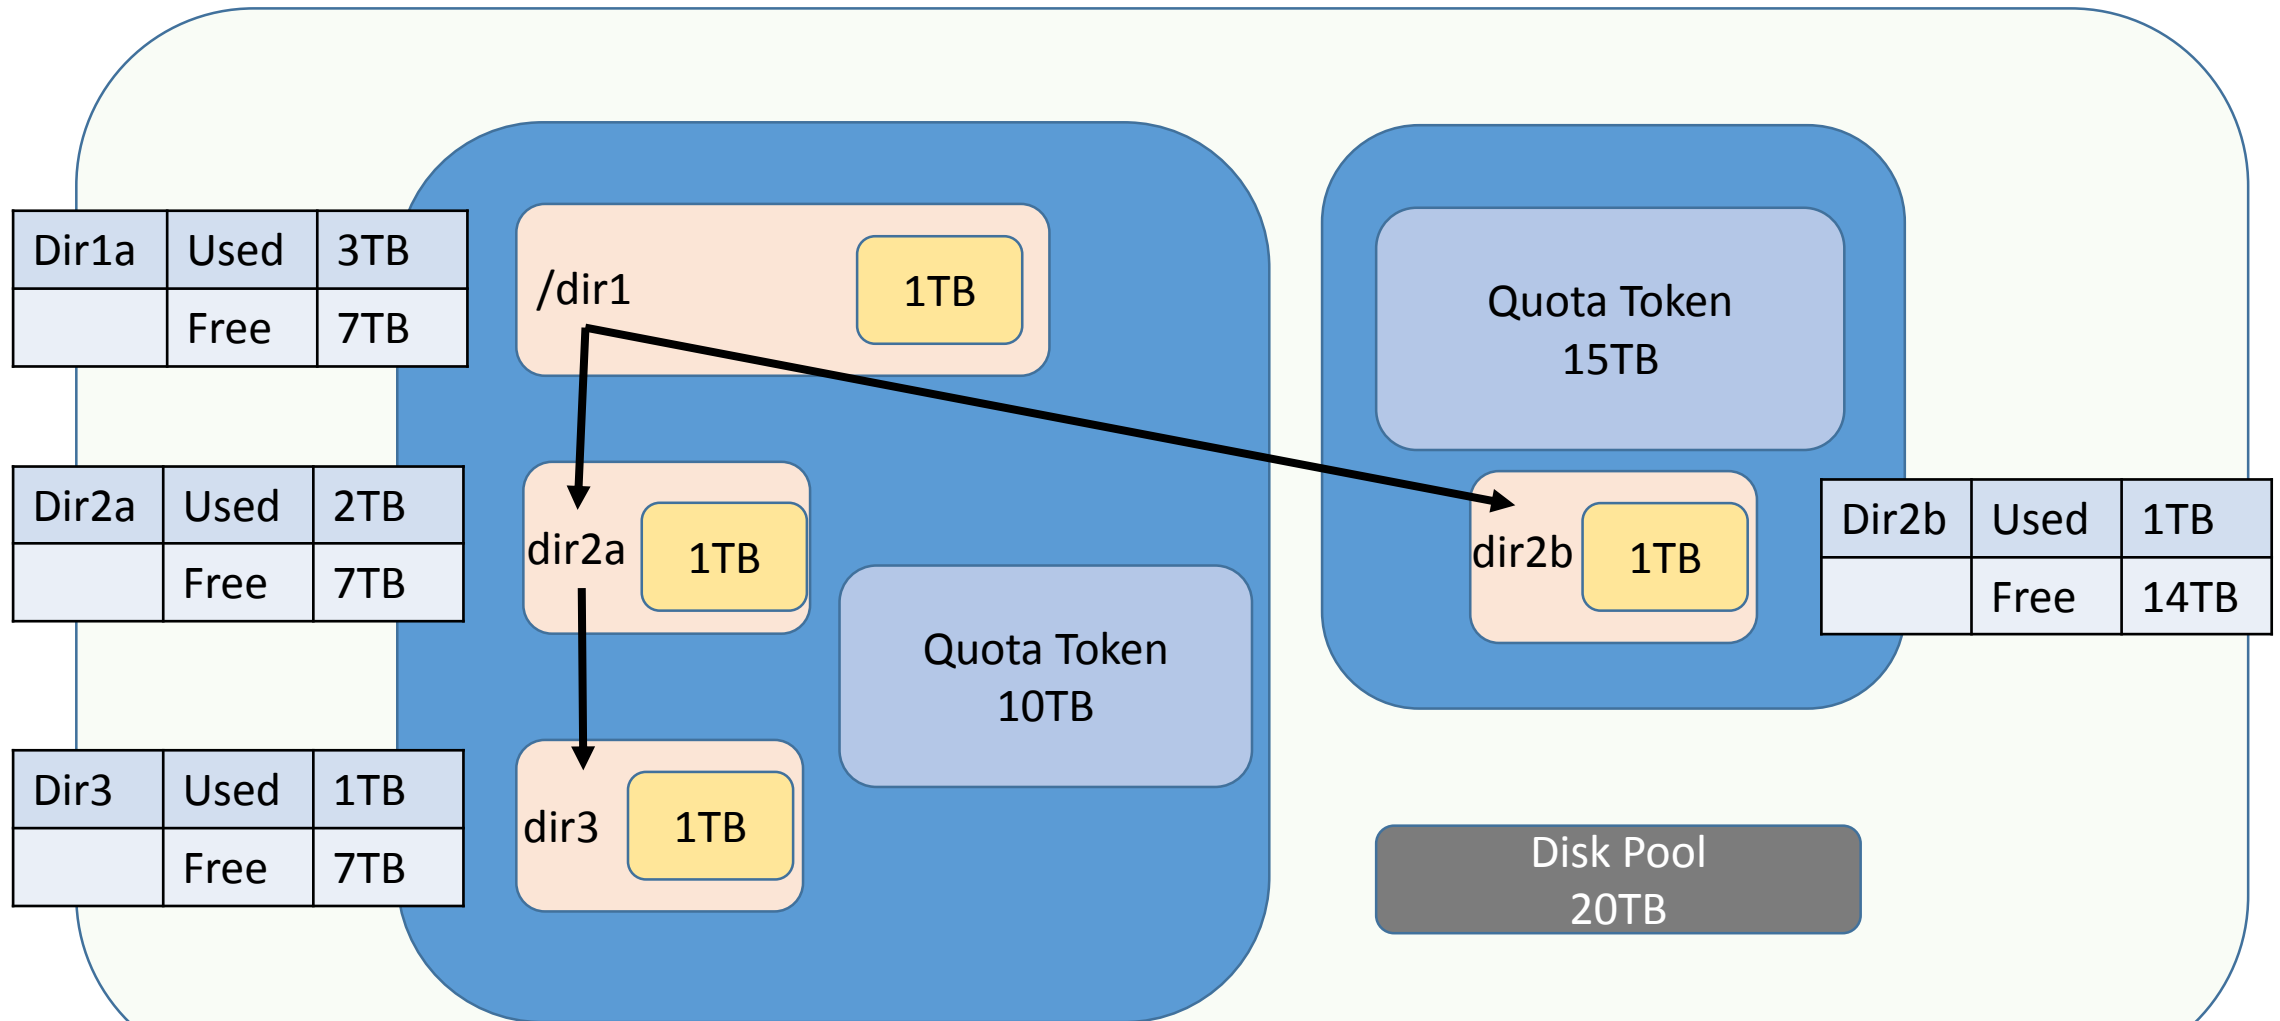 Dir1a Used 3TB
Free 7TB
/dir1
1TB
Quota Token
15TB
Dir2a Used 2TB
Free 7TB
dir2a
1TB
dir2b
1TB
Dir2b Used 1TB
Free 14TB
Quota Token
10TB
Dir3 Used 1TB
Free 7TB
dir3
1TB
Disk Pool
20TB